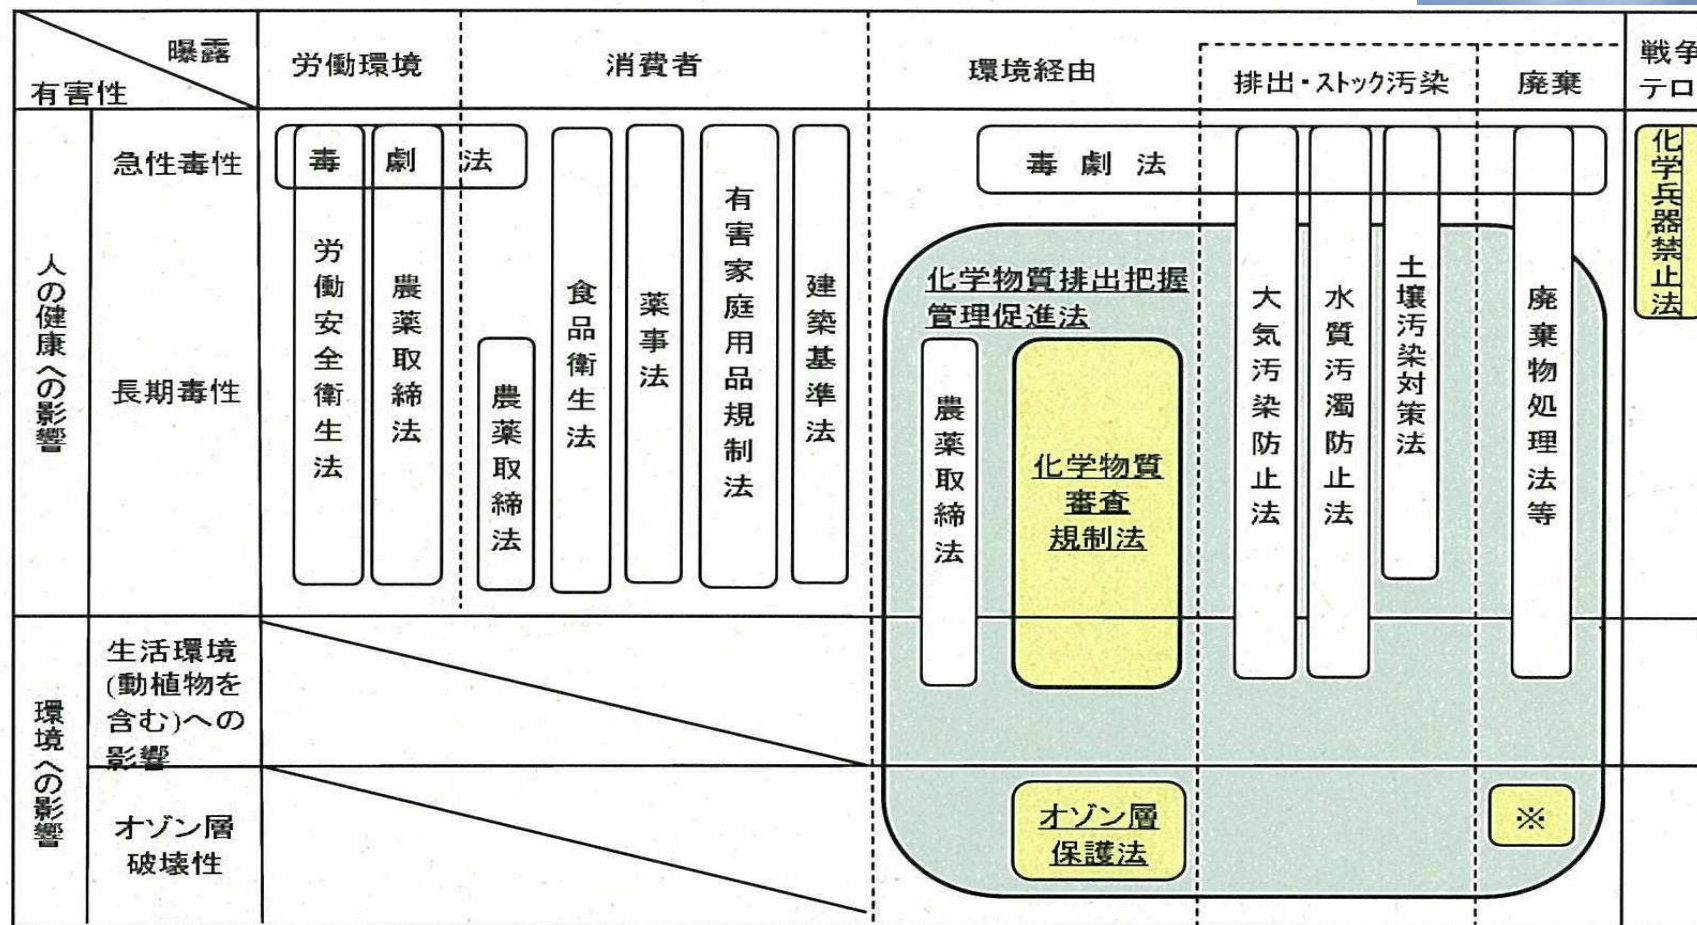 曝露
有害性
労働環境
消費者
環境経由
排出・ストック汚染
廃棄
戦争
テロ
人の健康への影響
急性毒性
長期毒性
毒劇法
労働安全衛生法
農薬取締法
農薬取締法
食品衛生法
薬事法
有害家庭用品規制法
建築基準法
毒劇法
化学物質排出把握
管理促進法
農薬取締法
化学物質
審査
規制法
大気汚染防止法
水質汚濁防止法
土壌汚染対策法
廃棄物処理法等
化学兵器禁止法
環境への影響
生活環境
(動植物を
含む)への
影響
オゾン層
破壊性
オゾン層
保護法
※